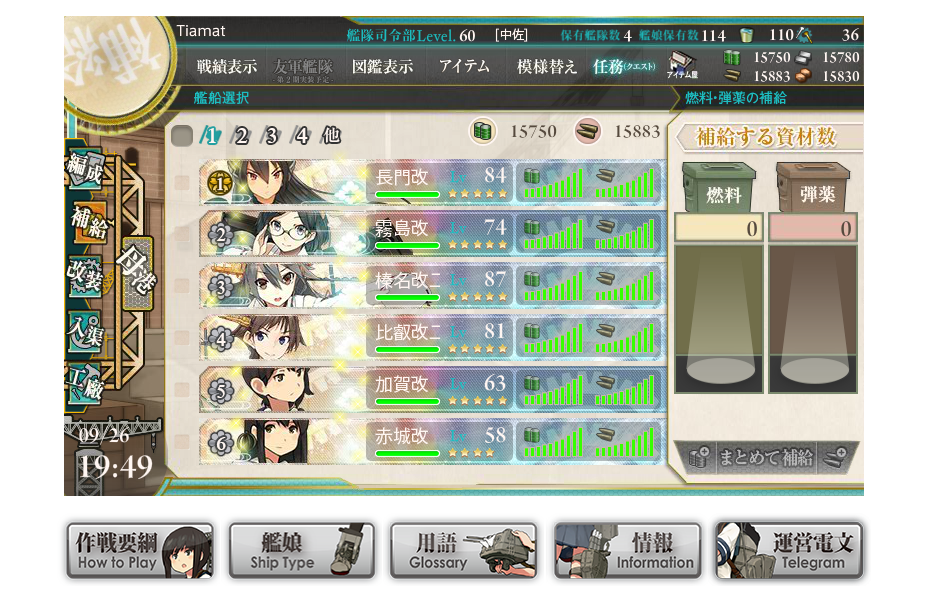 Tiamat 艦隊司令部Level. 60 [中佐] 保有艦隊数 4 艦娘保有数 114 110 36
戦績表示 友軍艦隊 図鑑表示 アイテム 模様替え 任務(クエスト) アイテム屋 15750 15780
第2期実装予定 15883 15830
艦船選択 燃料・弾薬の補給
補給
1 2 3 4 他 15750 15883 補給する資材数
長門改 Lv 84 燃料 弾薬
1
霧島改 Lv 74 0 0
2
榛名改二 Lv 87
3
比叡改二 Lv 81
4
加賀改 Lv 63
5
赤城改 Lv 58
6
まとめて補給
編成
補給
改装
入渠
工廠
母港
09/26
19:49
作戦要綱 艦娘 用語 情報 運営電文
How to Play Ship Type Glossary Information Telegram